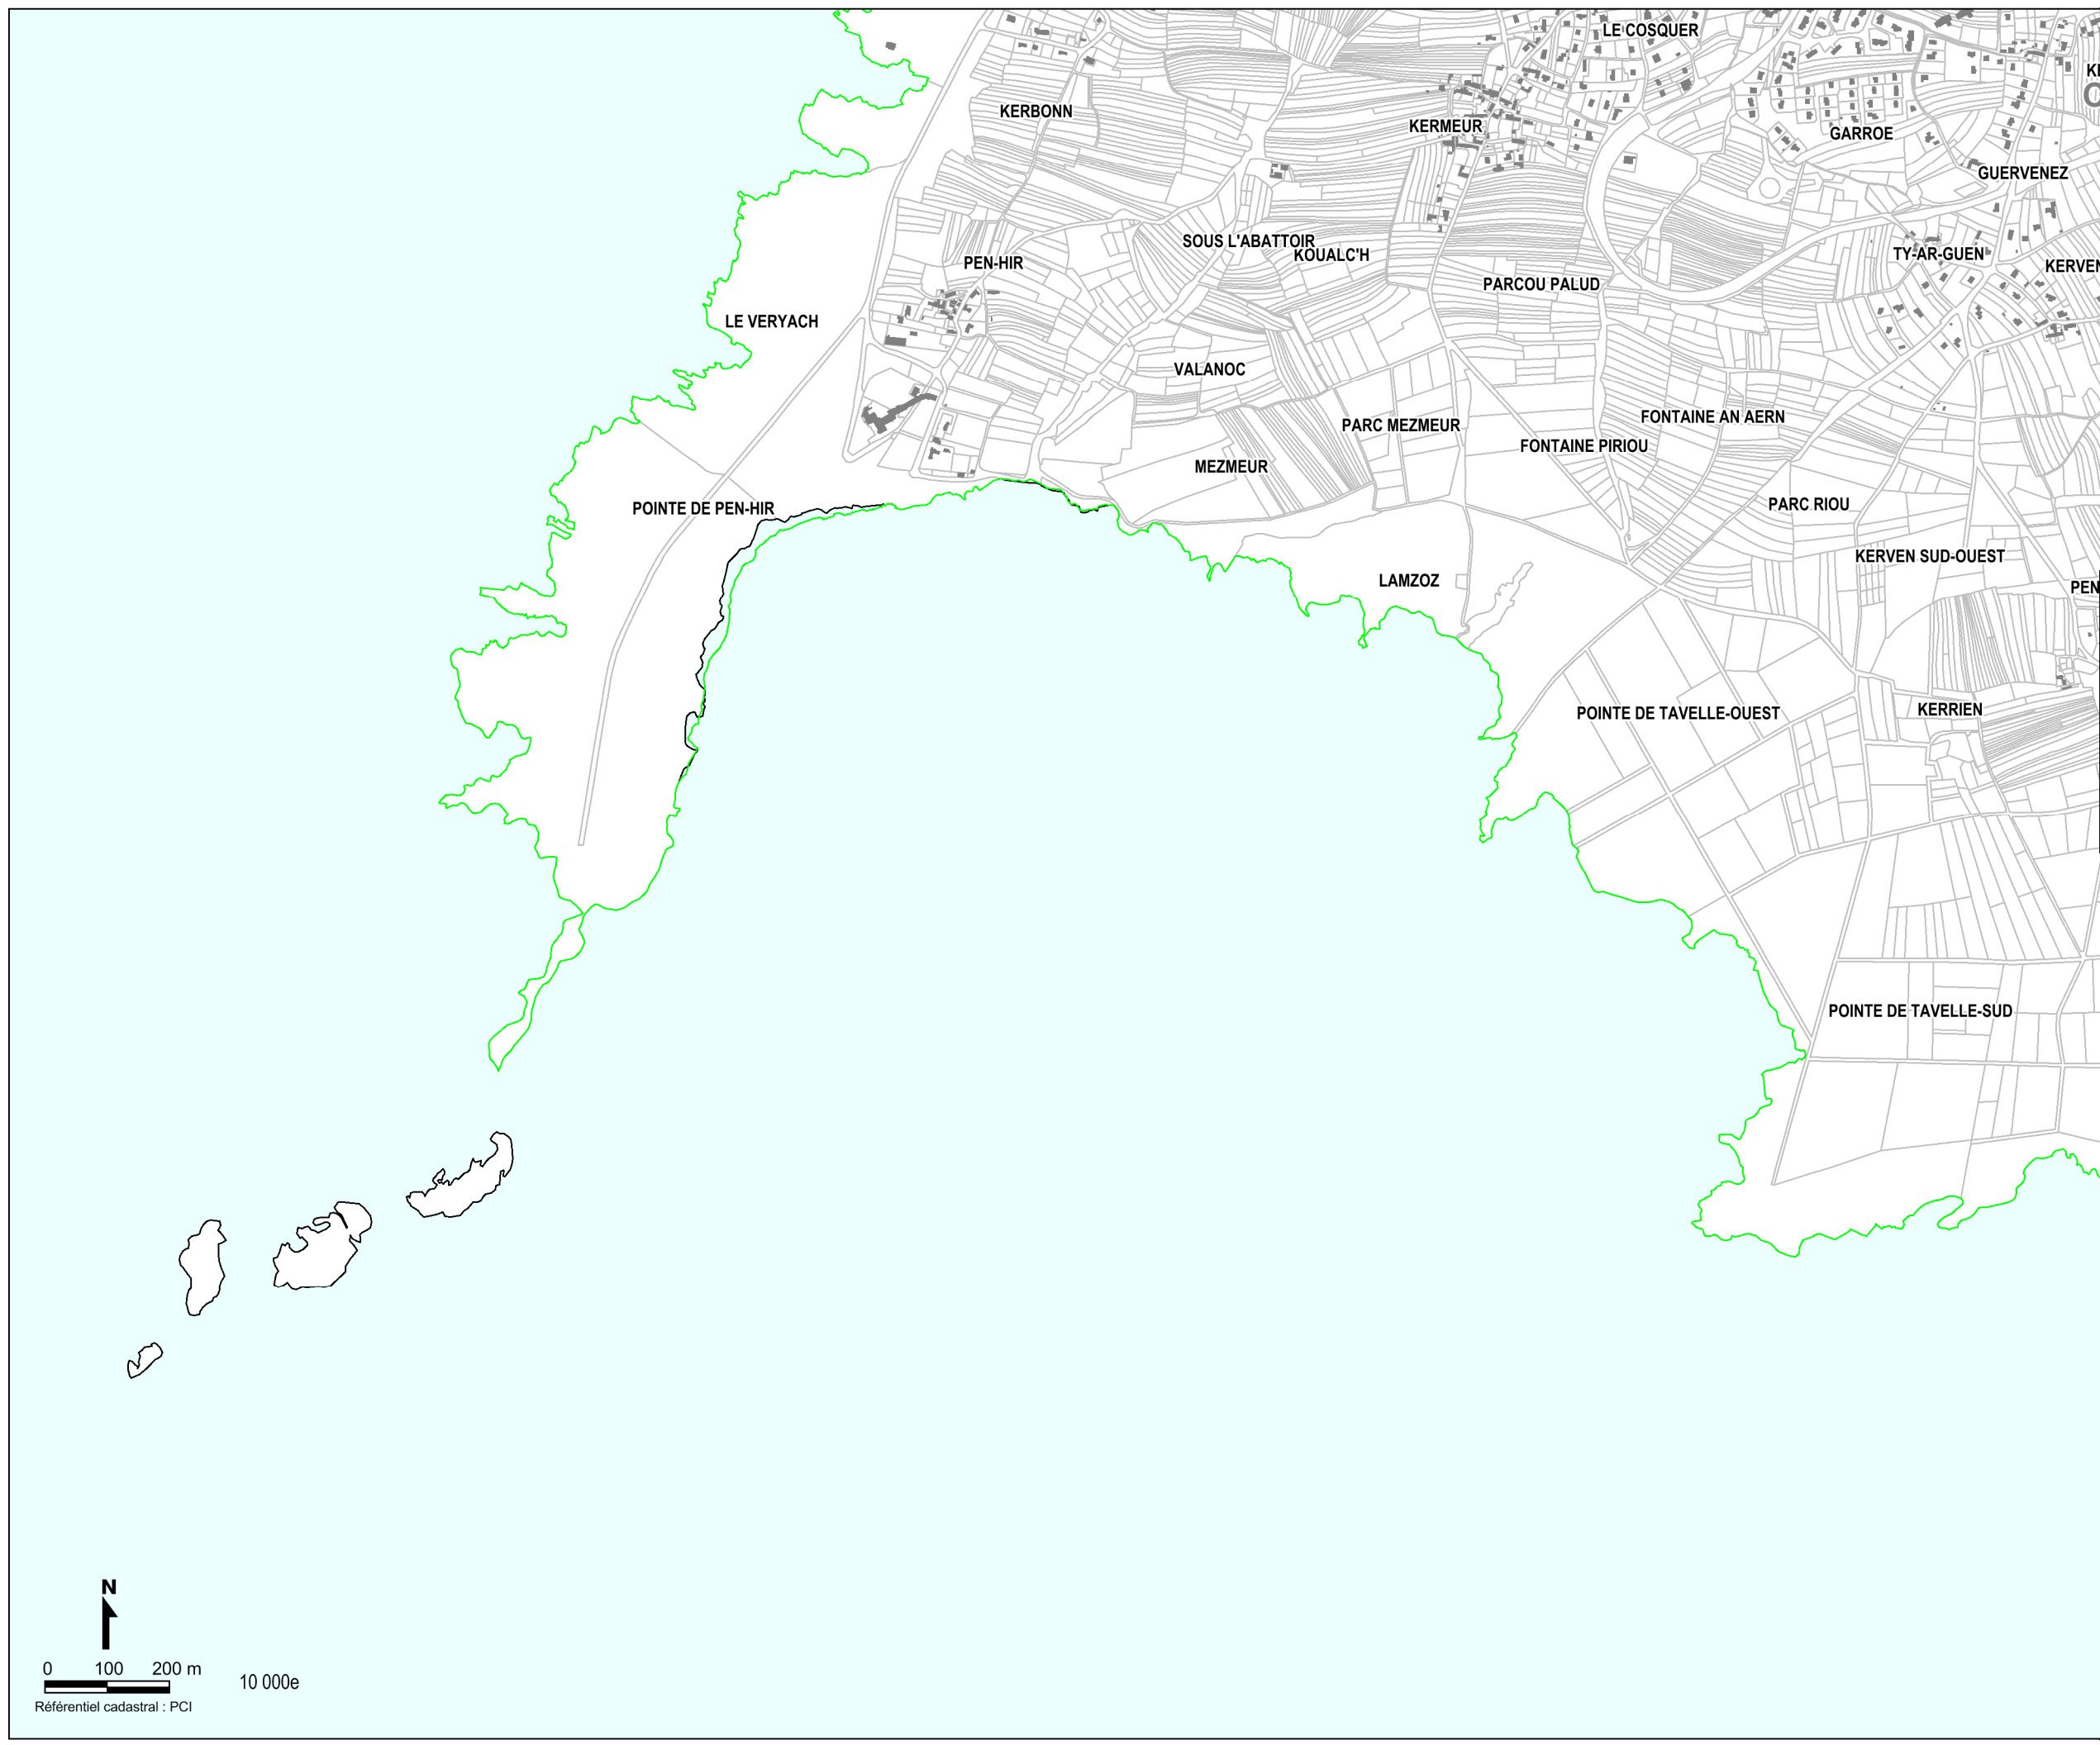 LE COSQUER
KERBONN
KERMEUR
GARROE
GUERVENEZ
SOUS L'ABATTOIR
KOUALC'H
TY-AR-GUEN
PEN-HIR
PARCOU PALUD
LE VERYACH
VALANOC
FONTAINE AN AERN
PARC MEZMEUR
FONTAINE PIRIOU
MEZMEUR
PARC RIOU
POINTE DE PEN-HIR
KERVEN SUD-OUEST
LAMZOZ
PEN
KERRIEN
POINTE DE TAVELLE-OUEST
POINTE DE TAVELLE-SUD
N
0 100 200 m
10 000e
Référentiel cadastral : PCI